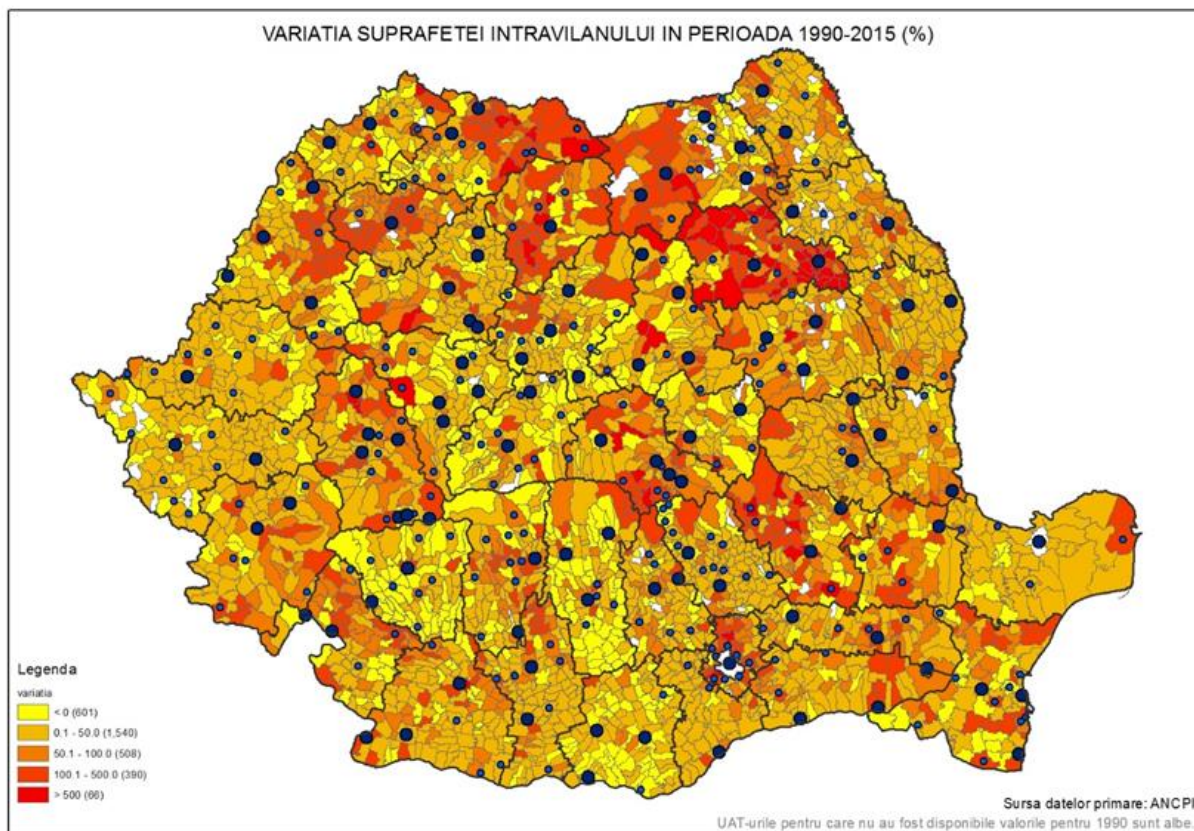 VARIATIA SUPRAFETEI INTRAVILANULUI IN PERIOADA 1990-2015 (%)
Legenda
variatia
< 0 (601)
0.1 - 50.0 (1,540)
50.1 - 100.0 (508)
100.1 - 500.0 (390)
> 500 (66)
Sursa datelor primare: ANCPI
UAT-urile pentru care nu au fost disponibile valorile pentru 1990 sunt albe.